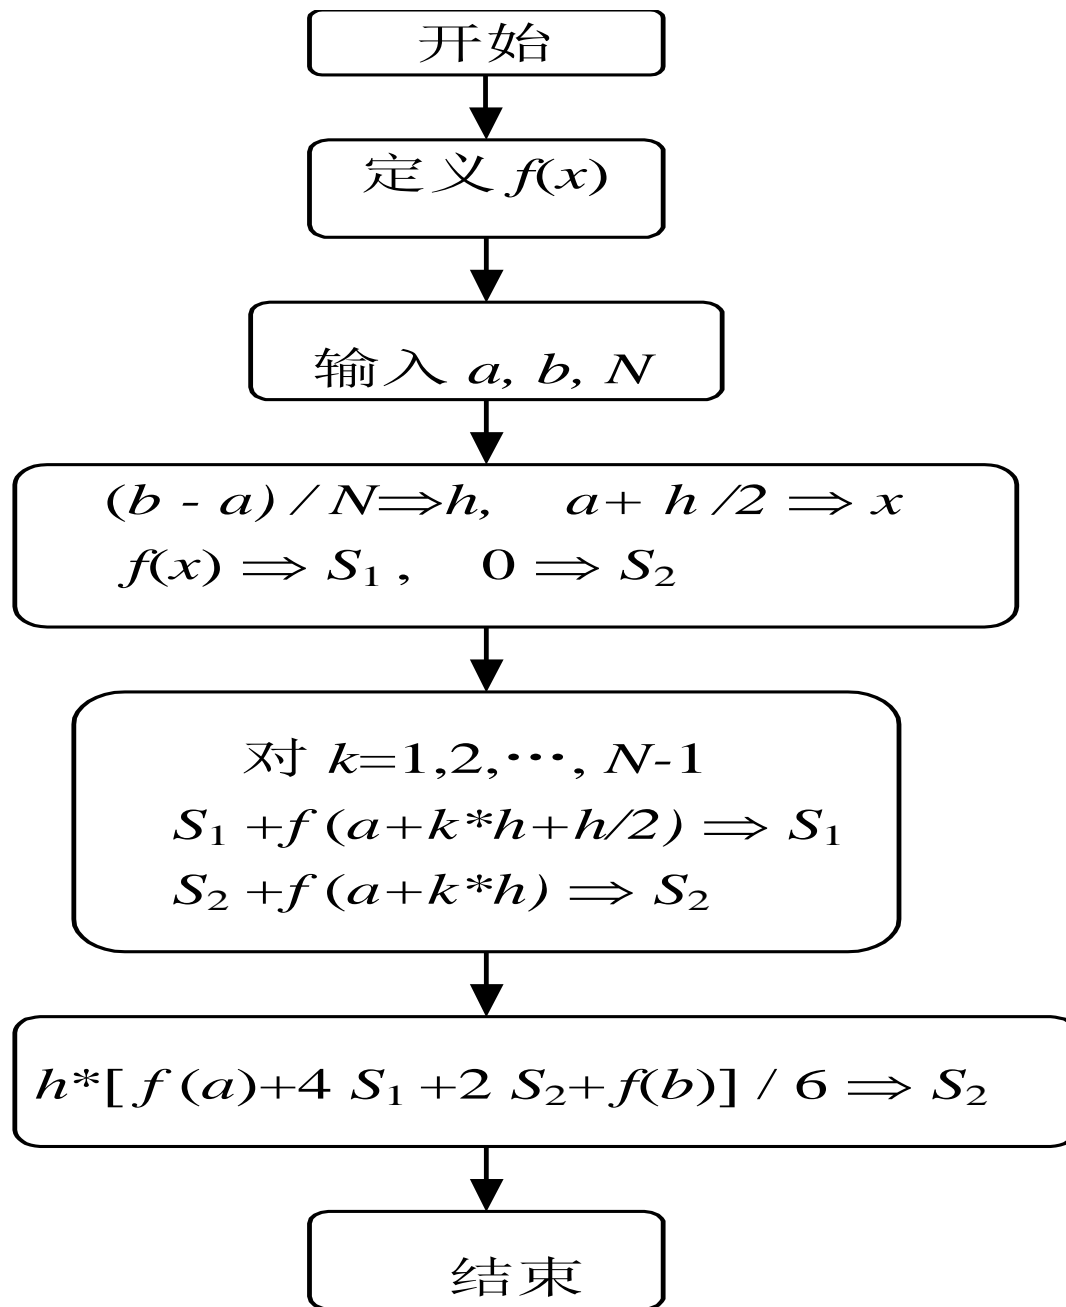 开始
定义 f(x)
输入 a, b, N
(b - a) / N⇒h, a+ h /2 ⇒ x
f(x) ⇒ S₁ , 0 ⇒ S₂
对 k=1,2,⋯, N-1
S₁ +f (a+k*h+h/2) ⇒ S₁
S₂ +f (a+k*h) ⇒ S₂
h*[ f (a)+4 S₁ +2 S₂+f(b)] / 6 ⇒ S₂
结束